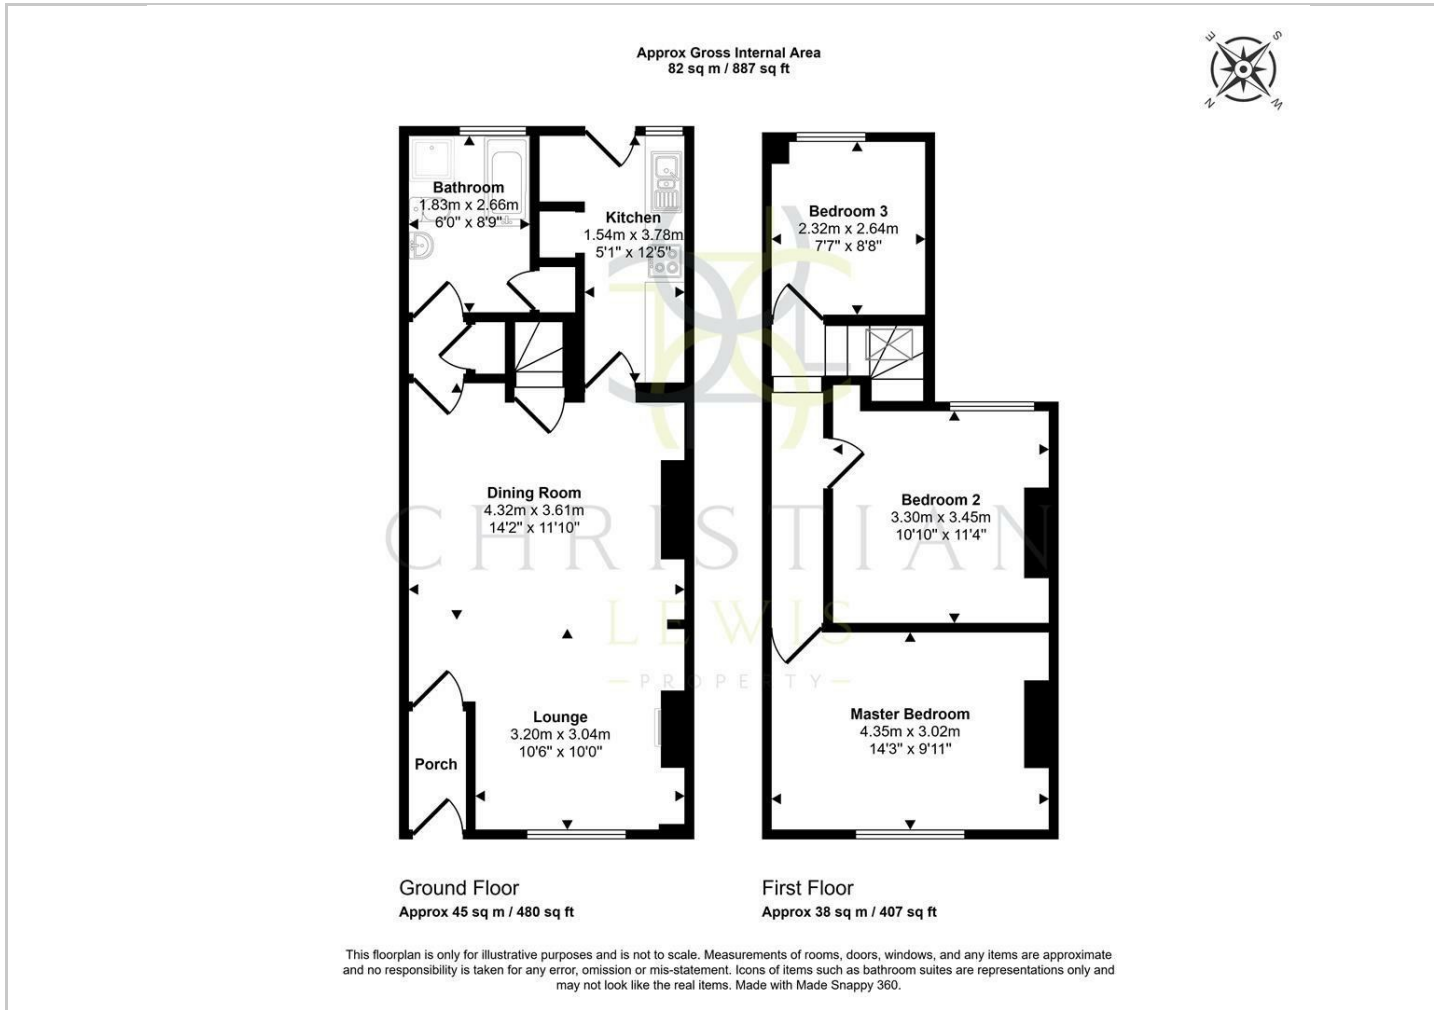 Approx Gross Internal Area
82 sq m / 887 sq ft
E
S
N
W
Bathroom
1.83m x 2.66m
6'0" x 8'9"
Kitchen
1.54m x 3.78m
5'1" x 12'5"
Bedroom 3
2.32m x 2.64m
7'7" x 8'8"
Dining Room
4.32m x 3.61m
14'2" x 11'10"
Bedroom 2
3.30m x 3.45m
10'10" x 11'4"
CHRISTIAN
LEWIS
PROPERTY
Lounge
3.20m x 3.04m
10'6" x 10'0"
Porch
Master Bedroom
4.35m x 3.02m
14'3" x 9'11"
Ground Floor
Approx 45 sq m / 480 sq ft
First Floor
Approx 38 sq m / 407 sq ft
This floorplan is only for illustrative purposes and is not to scale. Measurements of rooms, doors, windows, and any items are approximate
and no responsibility is taken for any error, omission or mis-statement. Icons of items such as bathroom suites are representations only and
may not look like the real items. Made with Made Snappy 360.